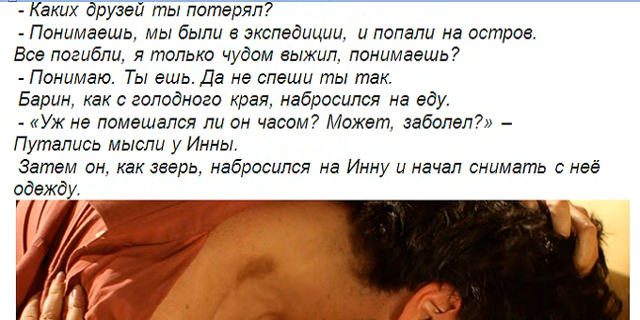 - Каких друзей ты потерял?
- Понимаешь, мы были в экспедиции, и попали на остров.
Все погибли, я только чудом выжил, понимаешь?
- Понимаю. Ты ешь. Да не спеши ты так.
Барин, как с голодного края, набросился на еду.
- «Уж не помешался ли он часом? Может, заболел?» –
Путались мысли у Инны.
Затем он, как зверь, набросился на Инну и начал снимать с неё
одежду.